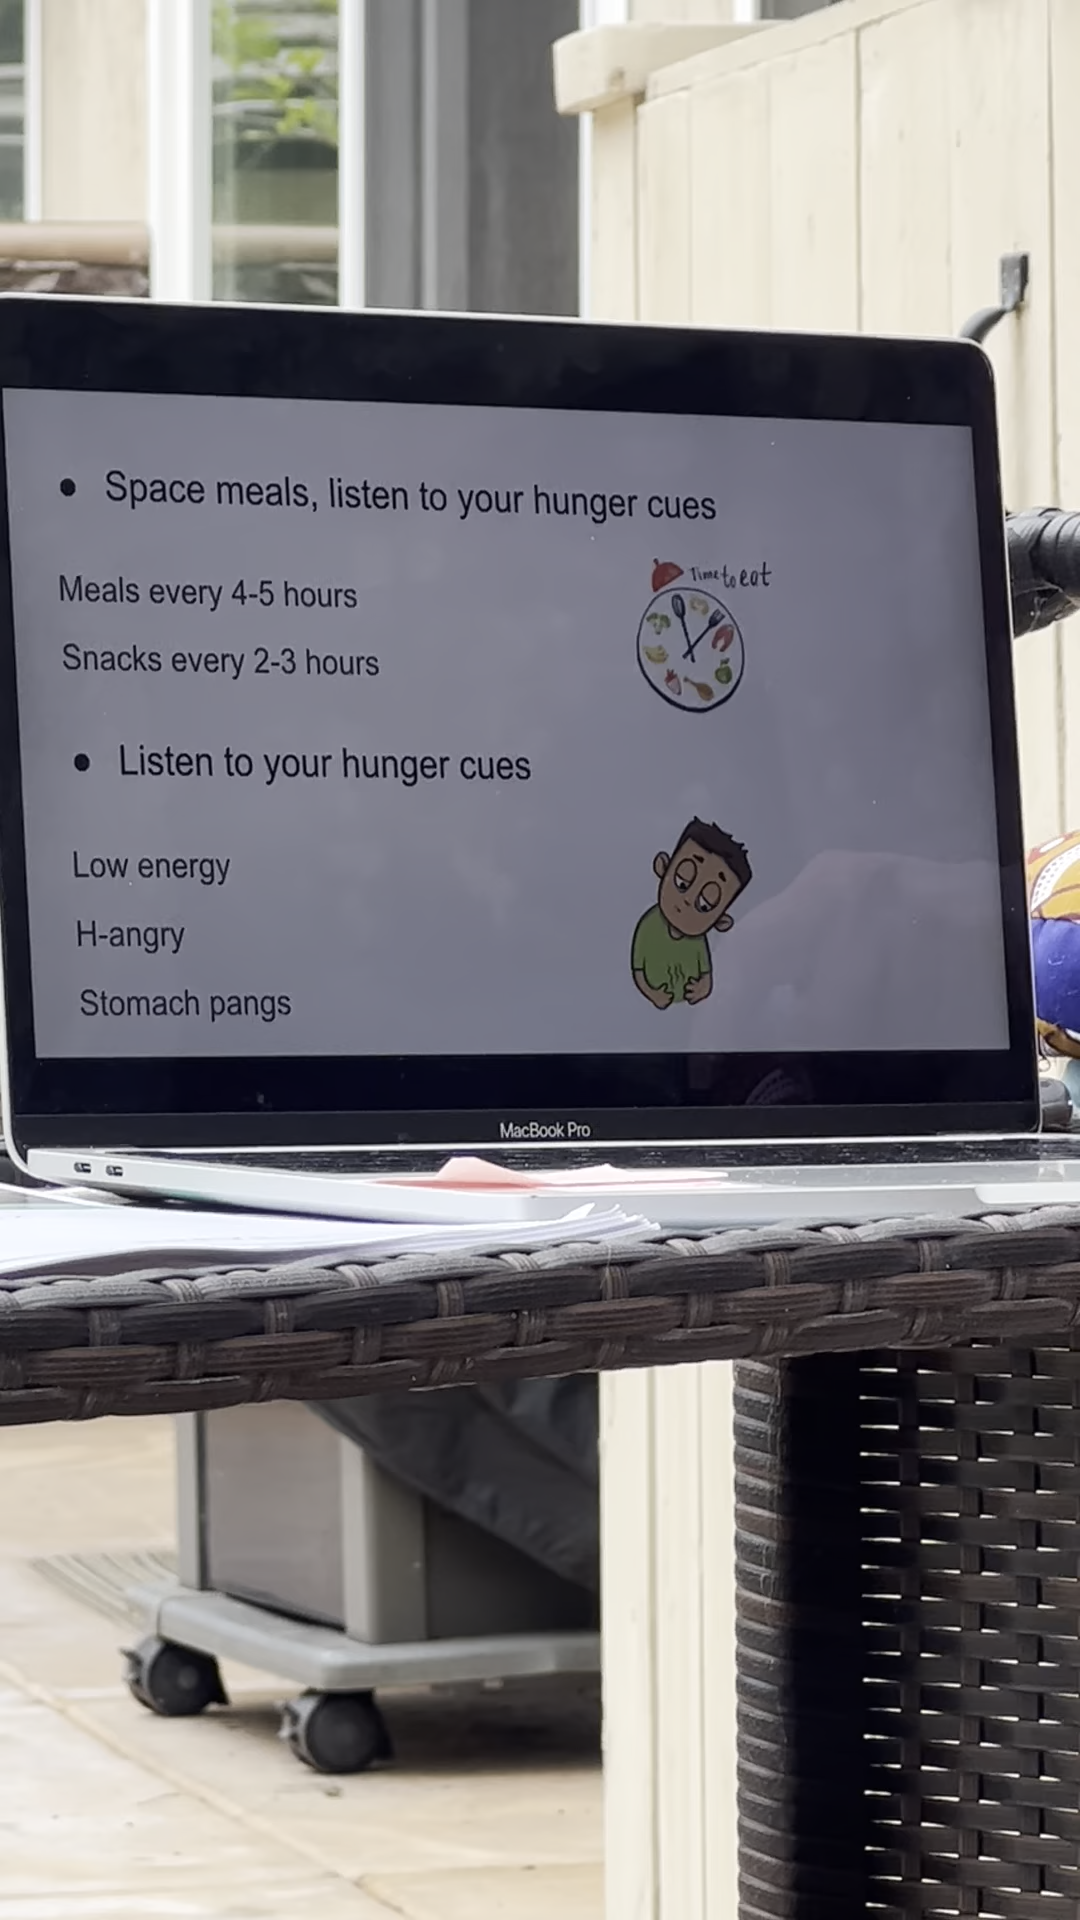 • Space meals, listen to your hunger cues
Time to eat
Meals every 4-5 hours
Snacks every 2-3 hours
• Listen to your hunger cues
Low energy
H-angry
Stomach pangs
MacBook Pro